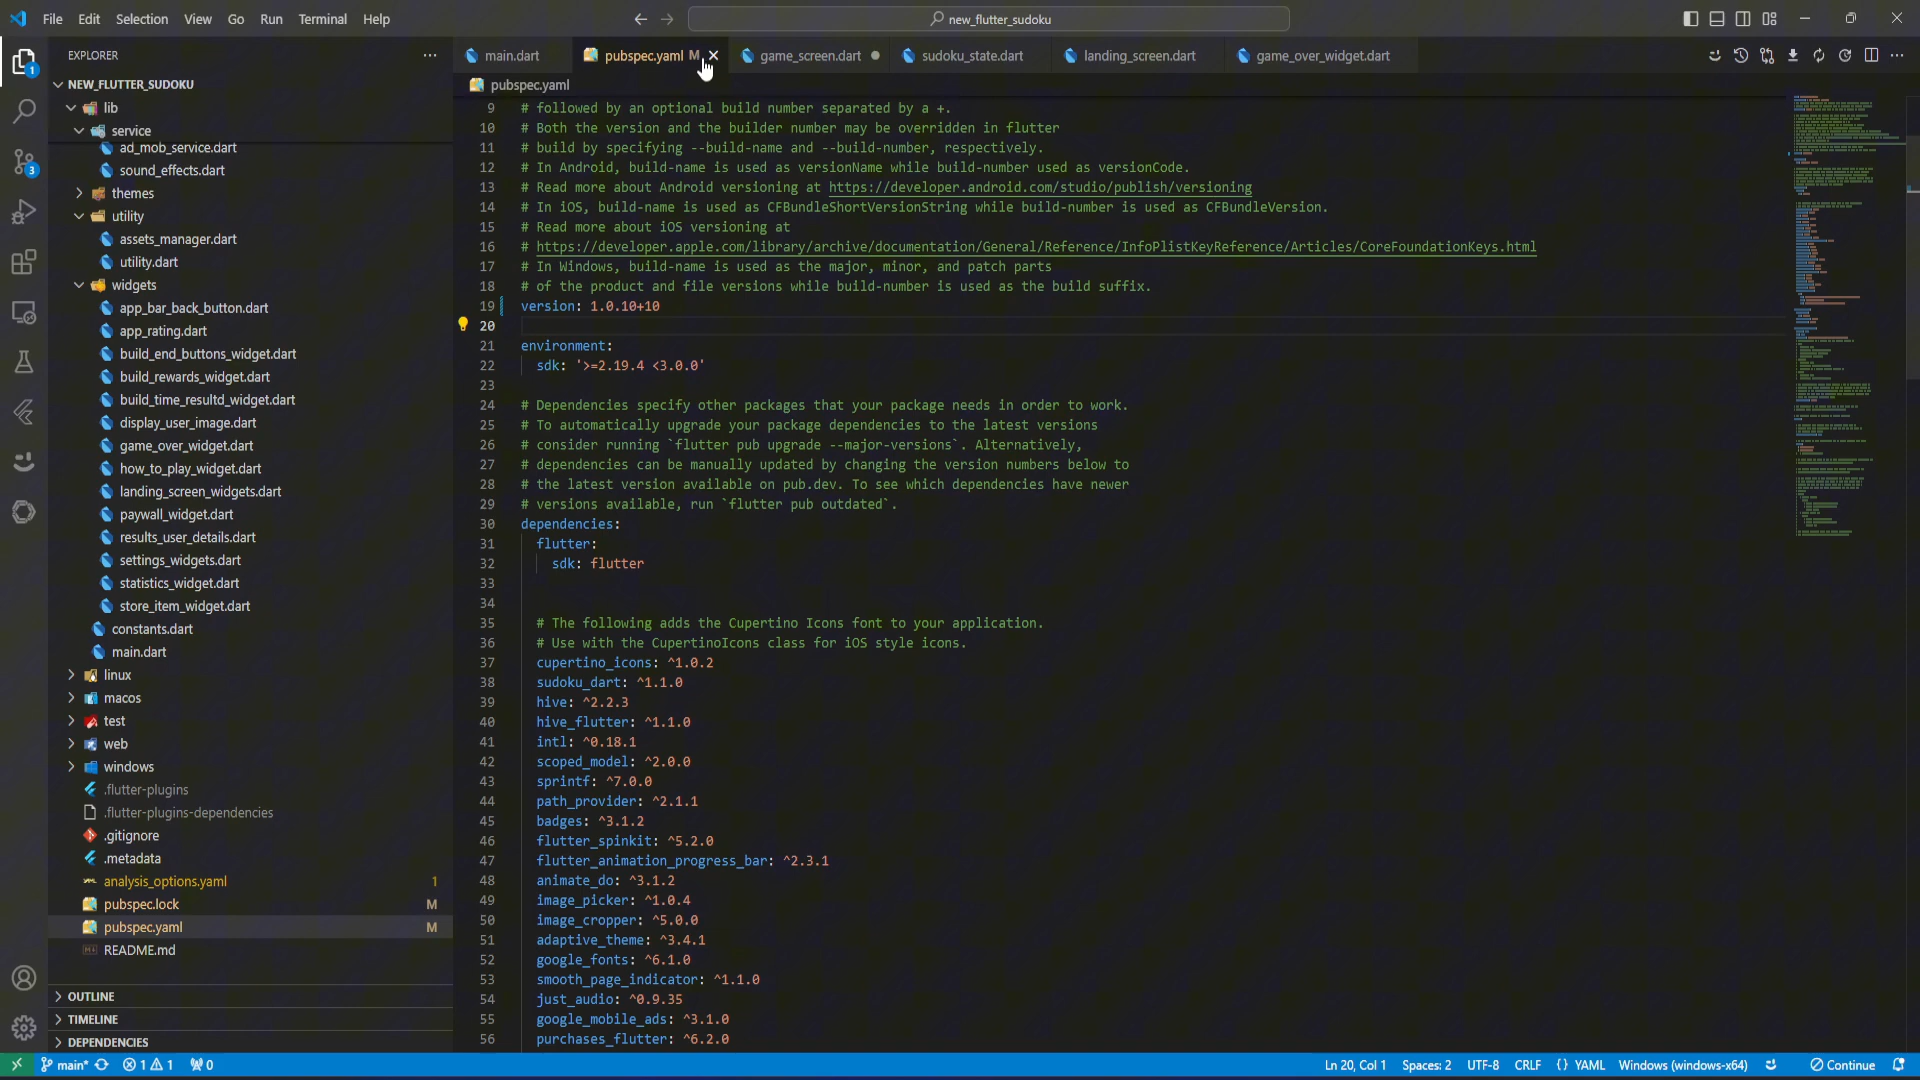 File Edit Selection View Go Run Terminal Help
new_flutter_sudoku
EXPLORER
NEW_FLUTTER_SUDOKU
lib
service
ad_mob_service.dart
sound_effects.dart
themes
utility
assets_manager.dart
utility.dart
widgets
app_bar_back_button.dart
app_rating.dart
build_end_buttons_widget.dart
build_rewards_widget.dart
build_time_resultd_widget.dart
display_user_image.dart
game_over_widget.dart
how_to_play_widget.dart
landing_screen_widgets.dart
paywall_widget.dart
results_user_details.dart
settings_widgets.dart
statistics_widget.dart
store_item_widget.dart
constants.dart
main.dart
linux
macos
test
web
windows
.flutter-plugins
.flutter-plugins-dependencies
.gitignore
.metadata
analysis_options.yaml 1
pubspec.lock M
pubspec.yaml M
README.md
OUTLINE
TIMELINE
DEPENDENCIES
1
3
main.dart pubspec.yaml M game_screen.dart sudoku_state.dart landing_screen.dart game_over_widget.dart
pubspec.yaml
9 # followed by an optional build number separated by a +.
10 # Both the version and the builder number may be overridden in flutter
11 # build by specifying --build-name and --build-number, respectively.
12 # In Android, build-name is used as versionName while build-number used as versionCode.
13 # Read more about Android versioning at https://developer.android.com/studio/publish/versioning
14 # In iOS, build-name is used as CFBundleShortVersionString while build-number is used as CFBundleVersion.
15 # Read more about iOS versioning at
16 # https://developer.apple.com/library/archive/documentation/General/Reference/InfoPlistKeyReference/Articles/CoreFoundationKeys.html
17 # In Windows, build-name is used as the major, minor, and patch parts
18 # of the product and file versions while build-number is used as the build suffix.
19 version: 1.0.10+10
20
21 environment:
22 sdk: '>=2.19.4 <3.0.0'
23
24 # Dependencies specify other packages that your package needs in order to work.
25 # To automatically upgrade your package dependencies to the latest versions
26 # consider running `flutter pub upgrade --major-versions`. Alternatively,
27 # dependencies can be manually updated by changing the version numbers below to
28 # the latest version available on pub.dev. To see which dependencies have newer
29 # versions available, run `flutter pub outdated`.
30 dependencies:
31 flutter:
32 sdk: flutter
33
34
35 # The following adds the Cupertino Icons font to your application.
36 # Use with the CupertinoIcons class for iOS style icons.
37 cupertino_icons: ^1.0.2
38 sudoku_dart: ^1.1.0
39 hive: ^2.2.3
40 hive_flutter: ^1.1.0
41 intl: ^0.18.1
42 scoped_model: ^2.0.0
43 sprintf: ^7.0.0
44 path_provider: ^2.1.1
45 badges: ^3.1.2
46 flutter_spinkit: ^5.2.0
47 flutter_animation_progress_bar: ^2.3.1
48 animate_do: ^3.1.2
49 image_picker: ^1.0.4
50 image_cropper: ^5.0.0
51 adaptive_theme: ^3.4.1
52 google_fonts: ^6.1.0
53 smooth_page_indicator: ^1.1.0
54 just_audio: ^0.9.35
55 google_mobile_ads: ^3.1.0
56 purchases_flutter: ^6.2.0
main* 1 1 0 Ln 20, Col 1 Spaces: 2 UTF-8 CRLF {} YAML Windows (windows-x64) Continue